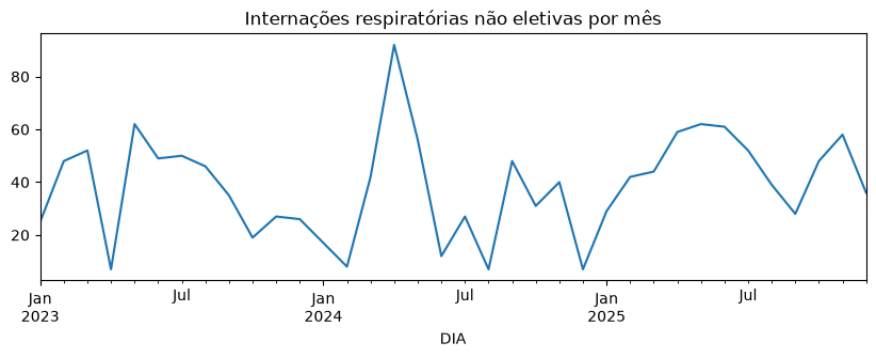 Internações respiratórias não eletivas por mês
80
60
40
20
Jan Jul Jan Jul Jan Jul
2023 2024 2025
DIA